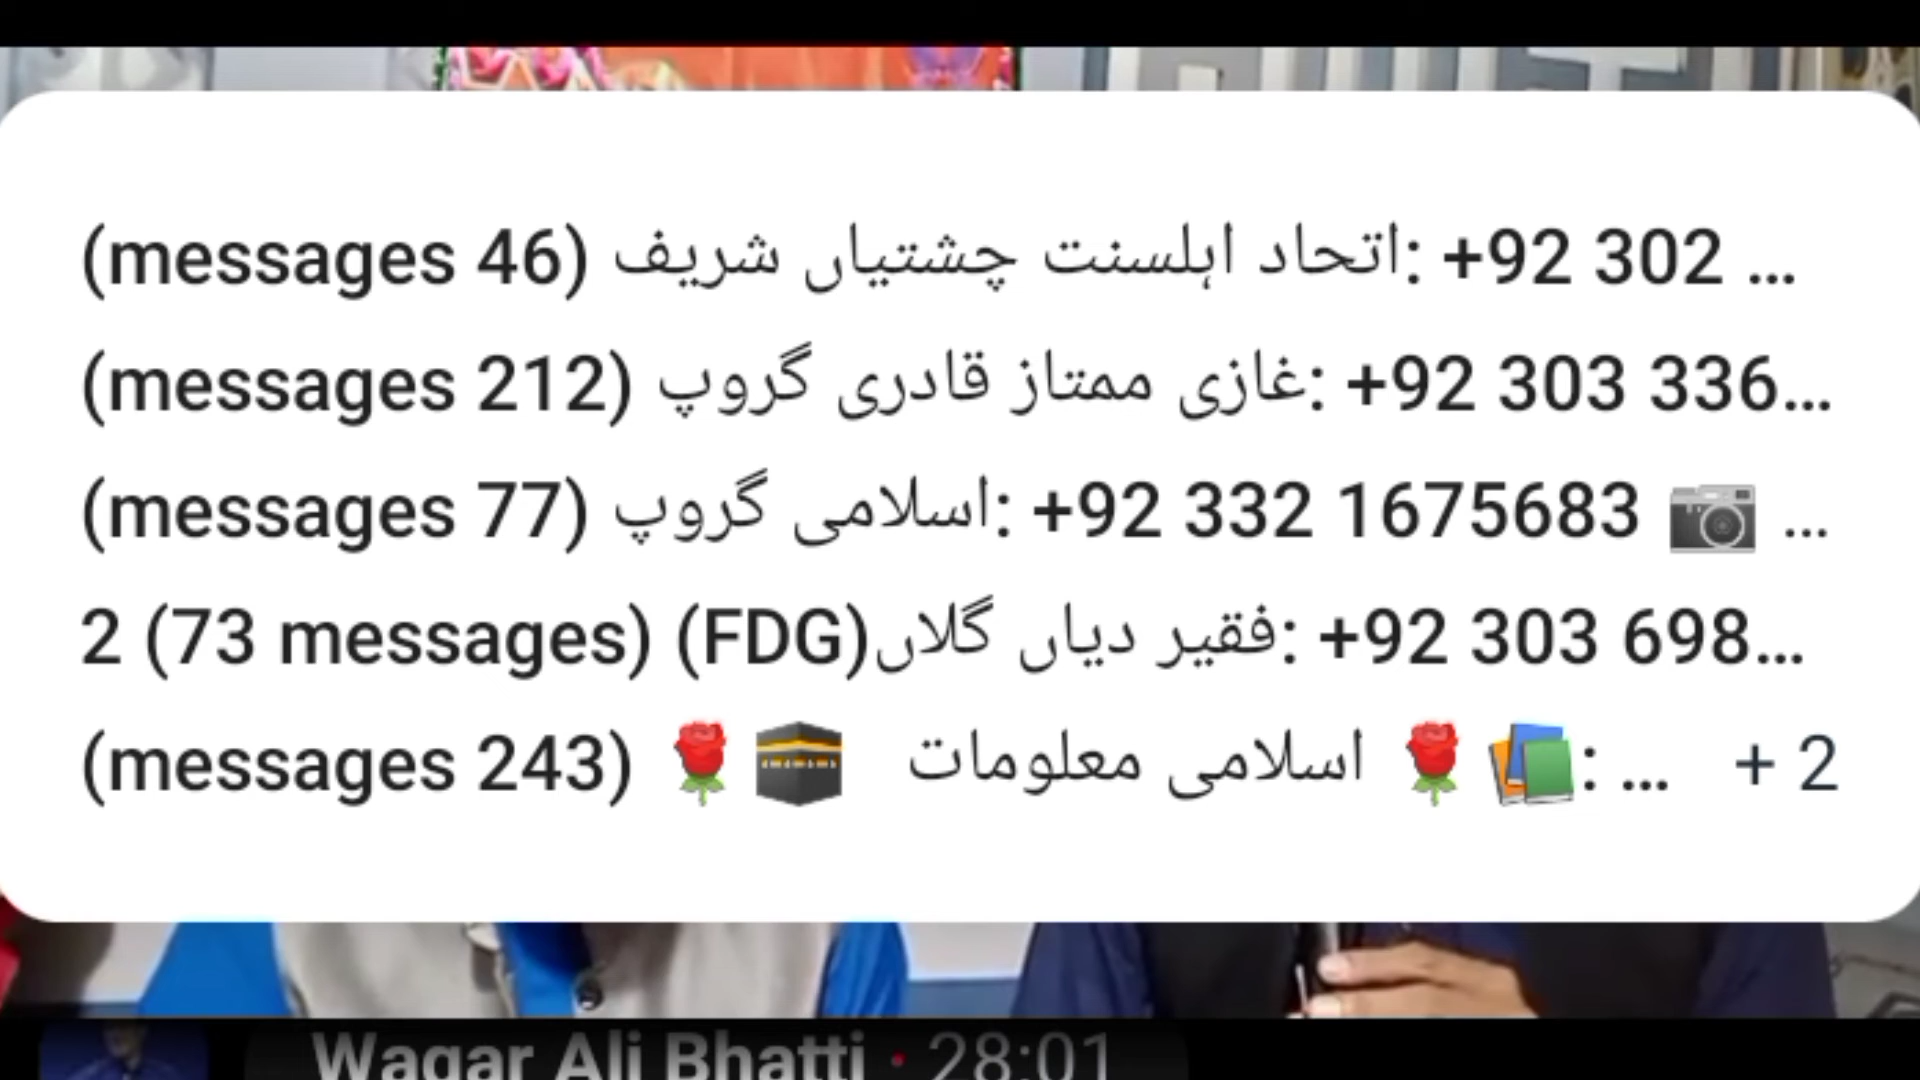 (messages 46) اتحاد اہلسنت چشتیاں شریف: +92 302 ...
(messages 212) غازی ممتاز قادری گروپ: +92 303 336...
(messages 77) اسلامی گروپ: +92 332 1675683 📷 ...
2 (73 messages) (FDG)فقیر دیاں گلاں: +92 303 698...
(messages 243) 🌹🕋 اسلامی معلومات 🌹📚: ... + 2
Waqar Ali Bhatti • 28:01